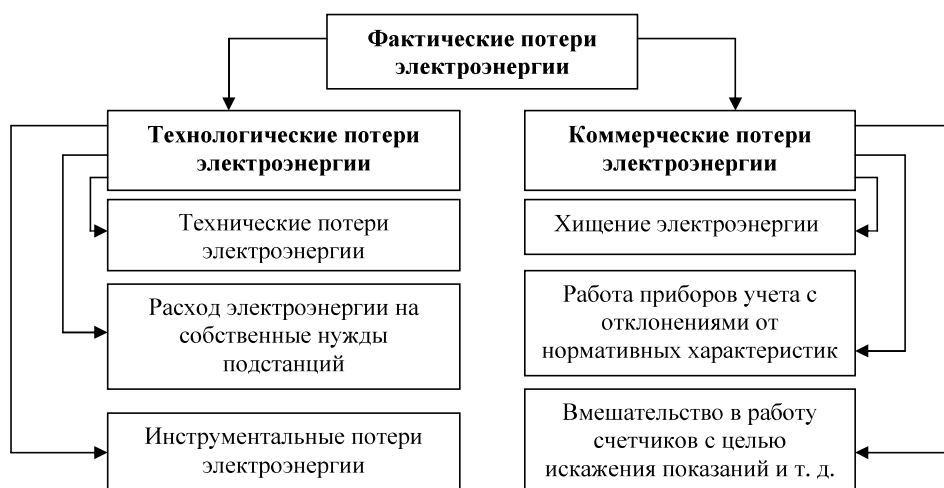 Фактические потери
электроэнергии
Технологические потери
электроэнергии
Технические потери
электроэнергии
Расход электроэнергии на
собственные нужды
подстанций
Инструментальные потери
электроэнергии
Коммерческие потери
электроэнергии
Хищение электроэнергии
Работа приборов учета с
отклонениями от
нормативных характеристик
Вмешательство в работу
счетчиков с целью
искажения показаний и т. д.